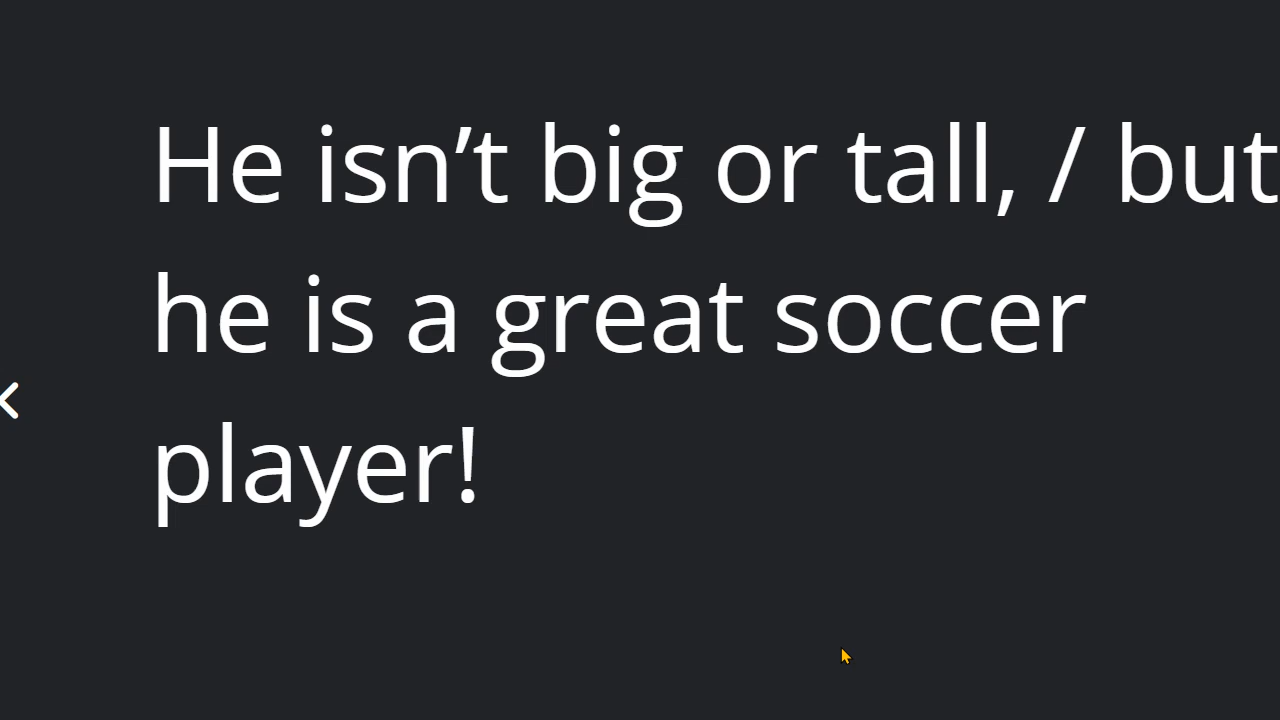 He isn’t big or tall, / but
he is a great soccer
player!